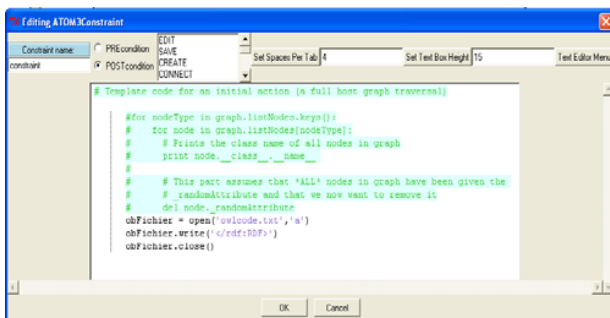 Editing ATOM3Constraint
Constraint name:
constraint
PREcondition
POSTcondition
EDIT
SAVE
CREATE
CONNECT
Set Spaces Per Tab 4
Set Text Box Height 15
Text Editor Menu
# Template code for an initial action (a full host graph traversal)
#for nodeType in graph.listNodes.keys():
#    for node in graph.listNodes[nodeType]:
#      # Prints the class name of all nodes in graph
#      print node.__class__.__name__
#
#      # This part assumes that *ALL* nodes in graph have been given the
#      # _randomAttribute and that we now want to remove it
#      del node._randomAttribute
obFichier = open('owlcode.txt','a')
obFichier.write('</rdf:RDF>')
obFichier.close()
OK
Cancel